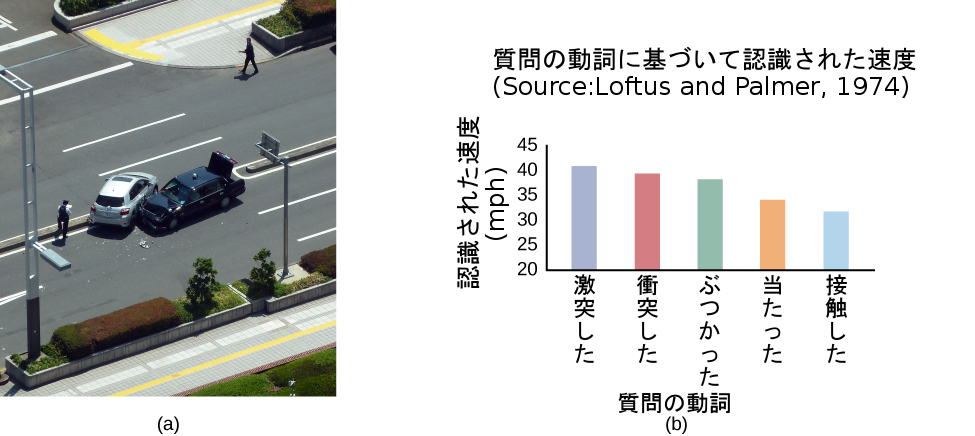 質問の動詞に基づいて認識された速度
(Source:Loftus and Palmer, 1974)
認識された速度
(mph)
45
40
35
30
25
20
激突した
衝突した
ぶつかった
当たった
接触した
質問の動詞
(a)
(b)